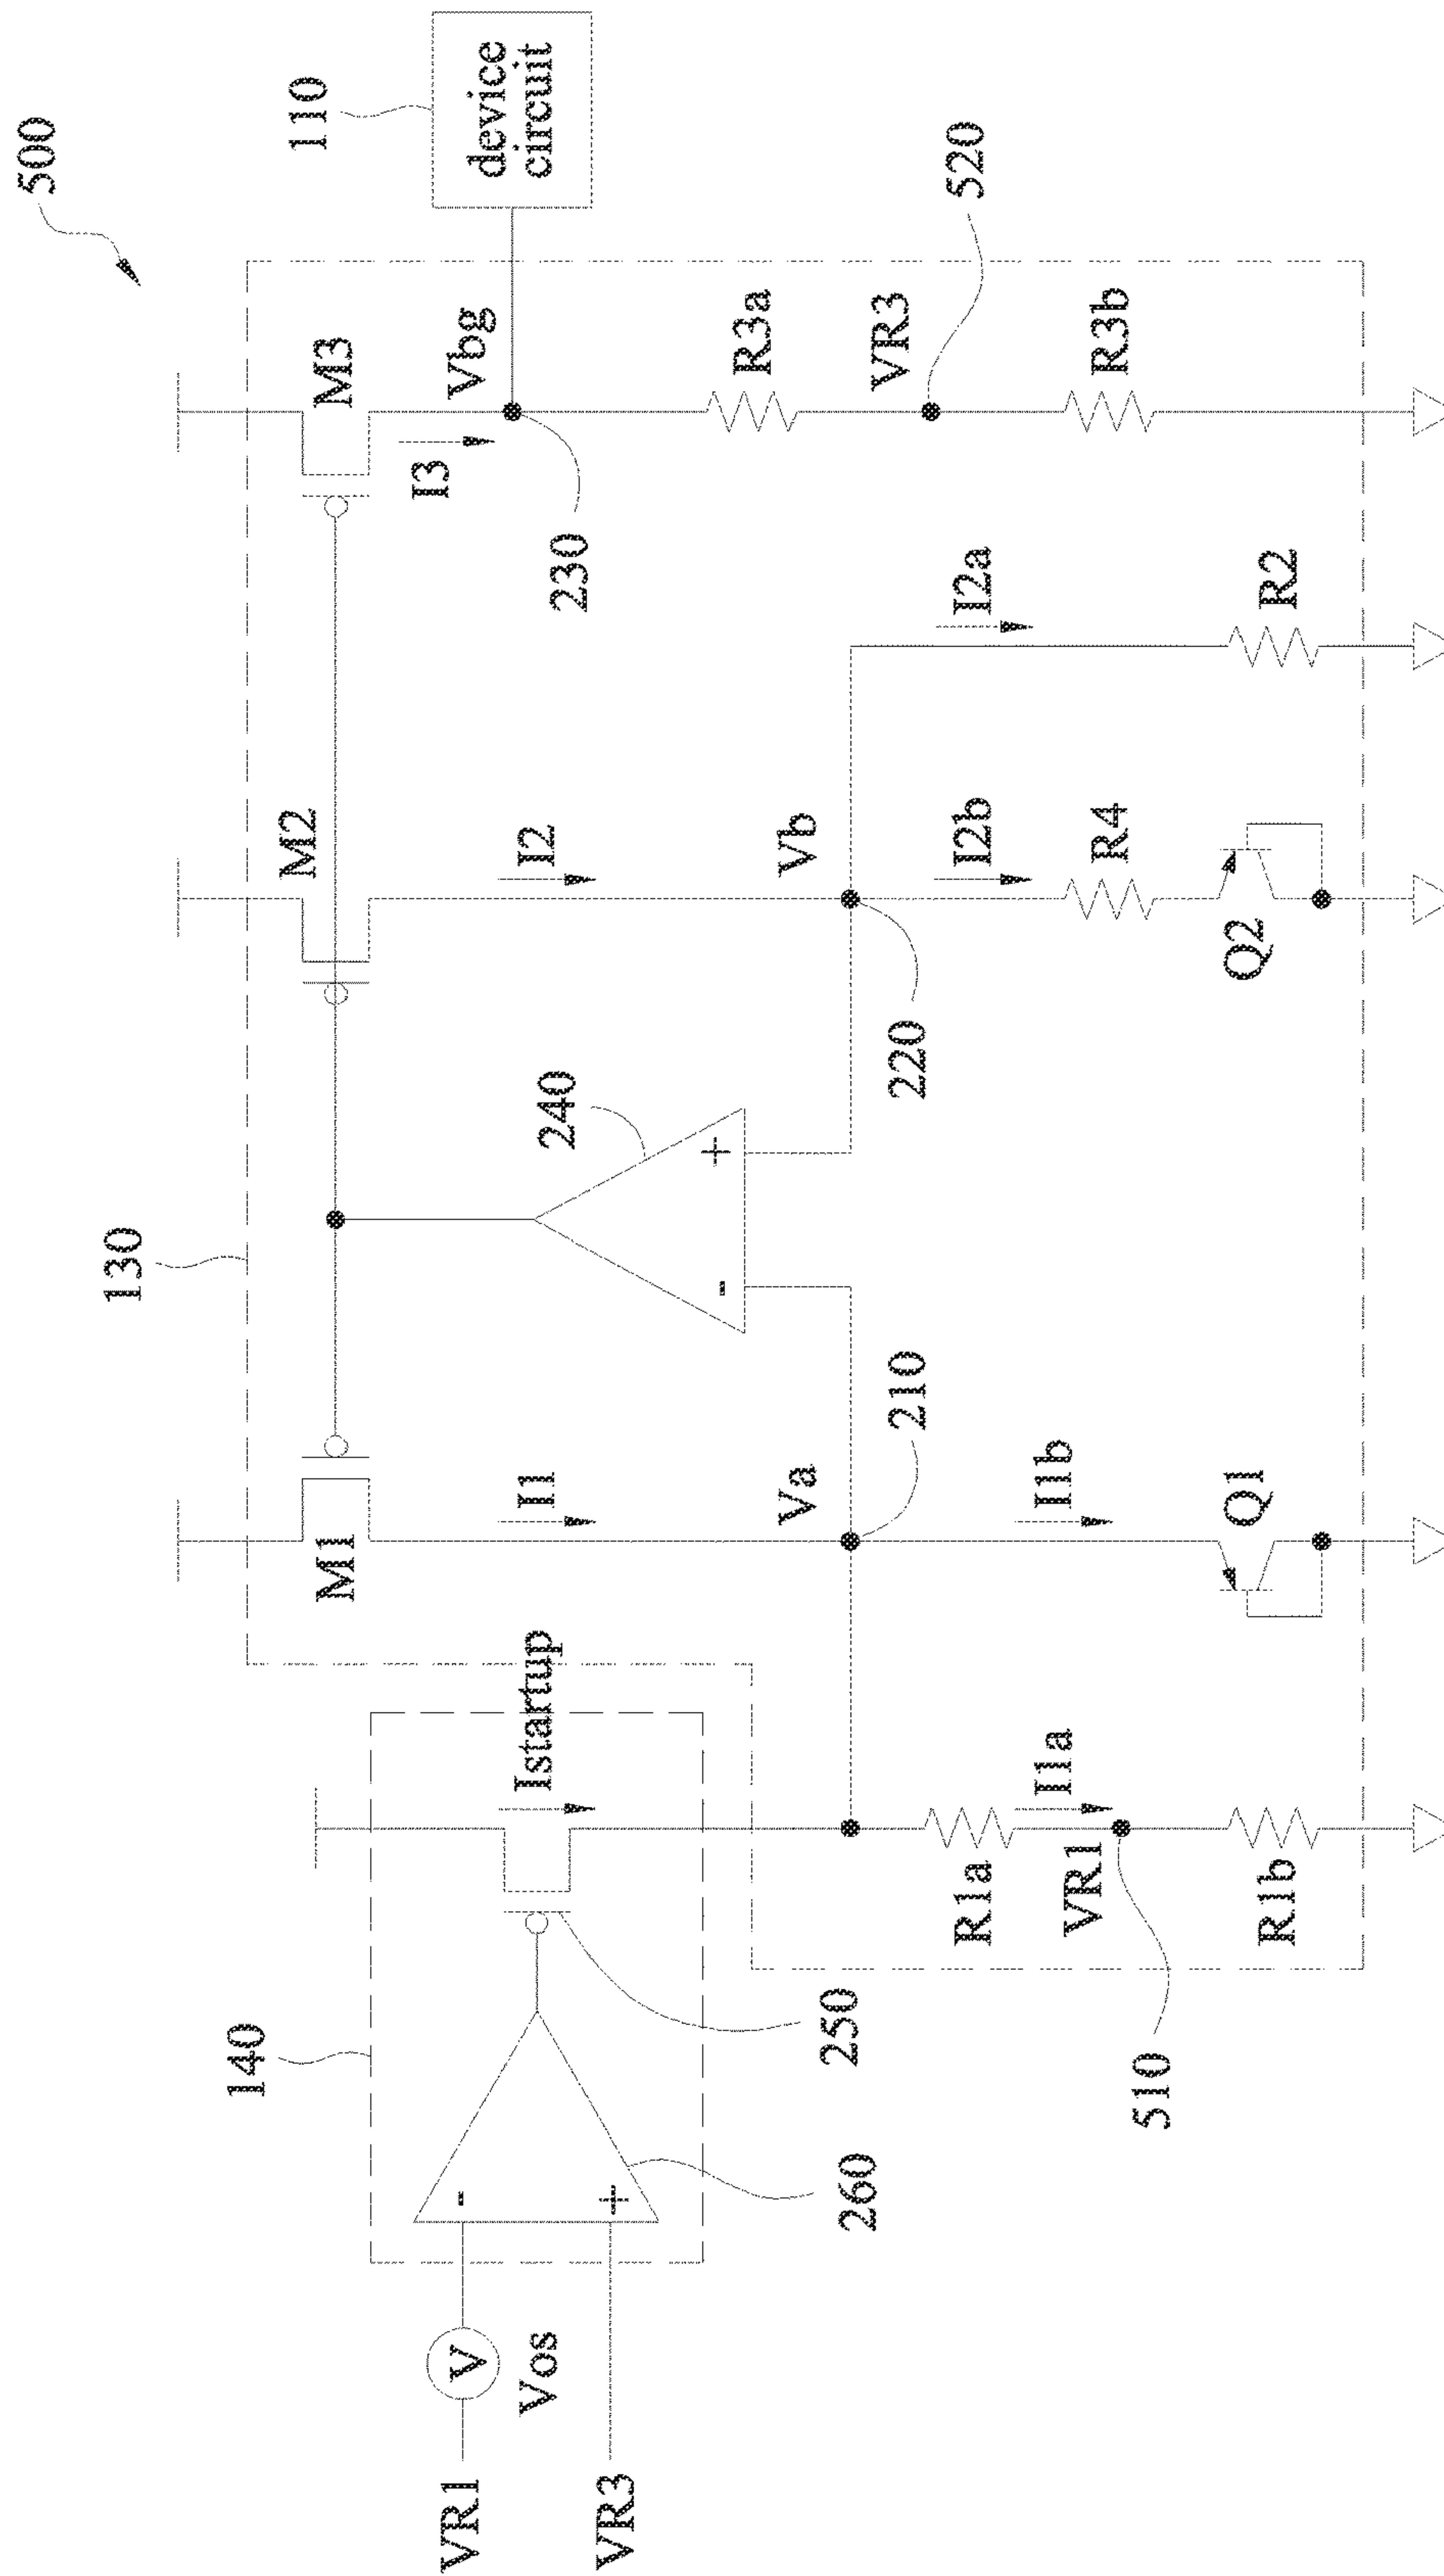 500
130
140
110
device
circuit
M1
M2
M3
Istartup
I1
I2
I3
Vbg
230
240
-
+
-
+
VR1
V
Vos
VR3
260
250
Va
210
Vb
220
R3a
VR3
520
R3b
R1a
I1a
VR1
510
R1b
I1b
Q1
I2b
R4
Q2
I2a
R2